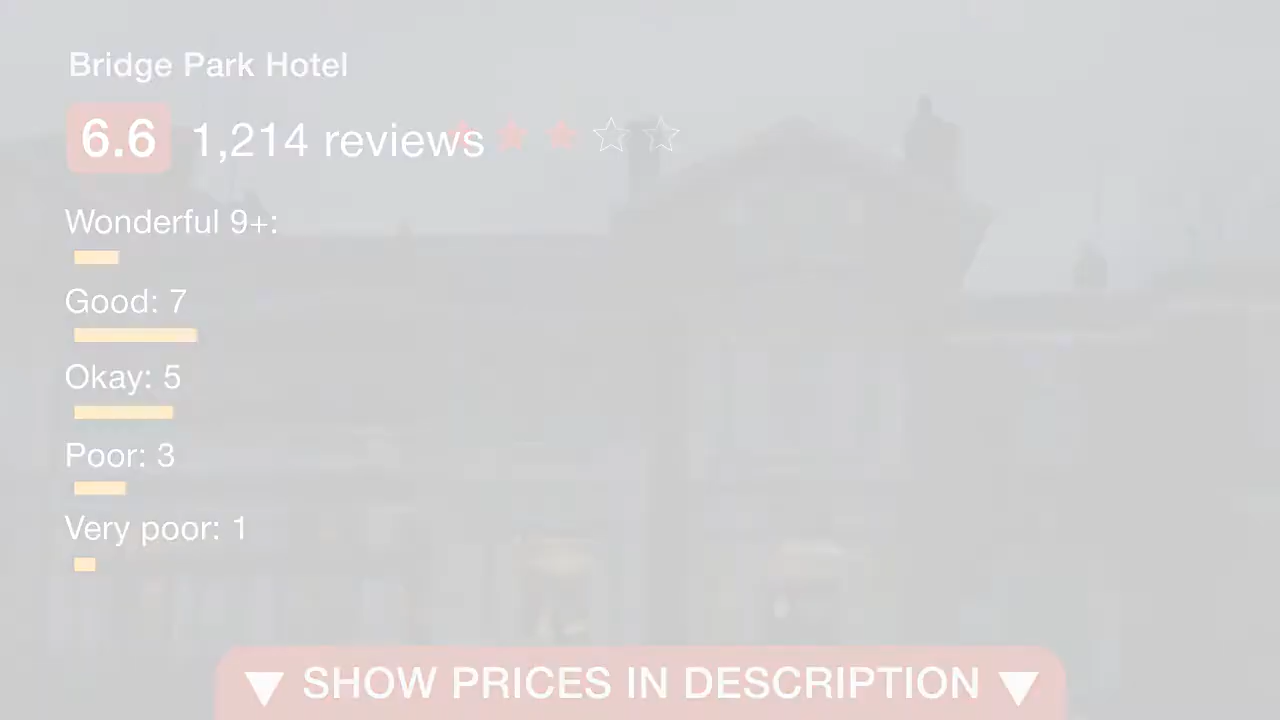 Bridge Park Hotel
6.6 1,214 reviews
Wonderful 9+:
Good: 7
Okay: 5
Poor: 3
Very poor: 1
SHOW PRICES IN DESCRIPTION